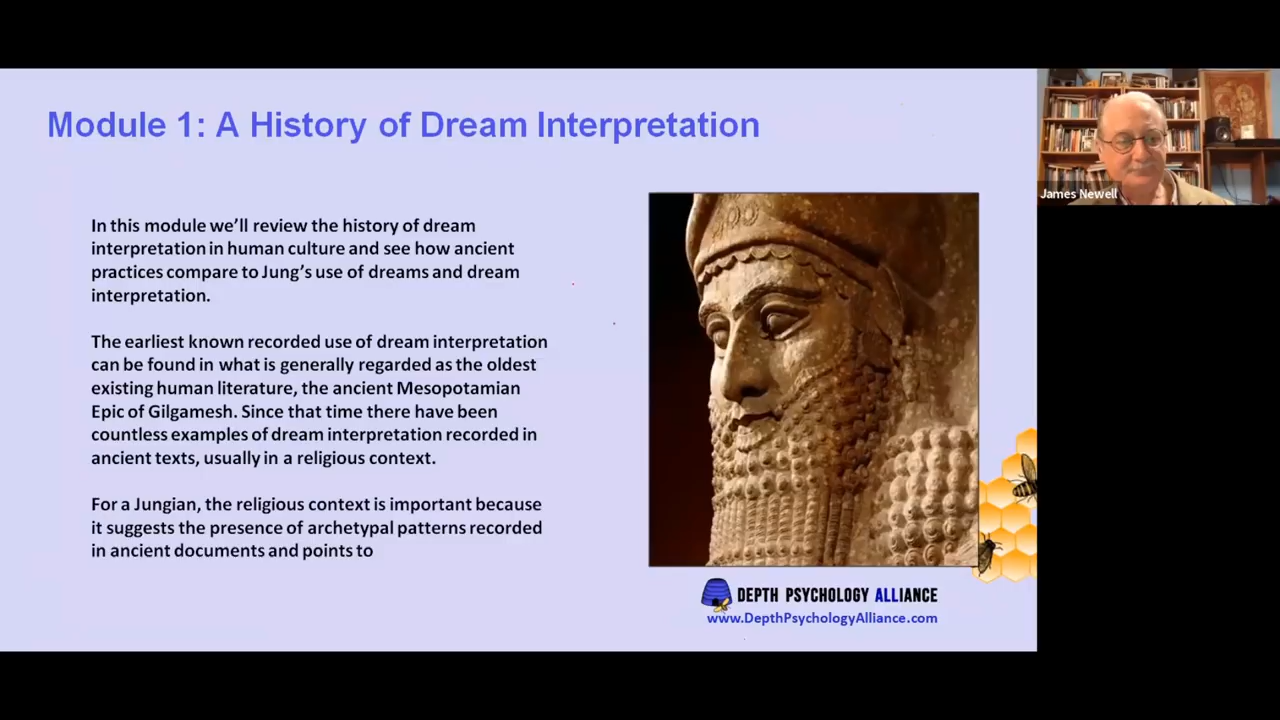 Module 1: A History of Dream Interpretation
James Newell
In this module we'll review the history of dream
interpretation in human culture and see how ancient
practices compare to Jung's use of dreams and dream
interpretation.
The earliest known recorded use of dream interpretation
can be found in what is generally regarded as the oldest
existing human literature, the ancient Mesopotamian
Epic of Gilgamesh. Since that time there have been
countless examples of dream interpretation recorded in
ancient texts, usually in a religious context.
For a Jungian, the religious context is important because
it suggests the presence of archetypal patterns recorded
in ancient documents and points to
DEPTH PSYCHOLOGY ALLIANCE
www.DepthPsychologyAlliance.com